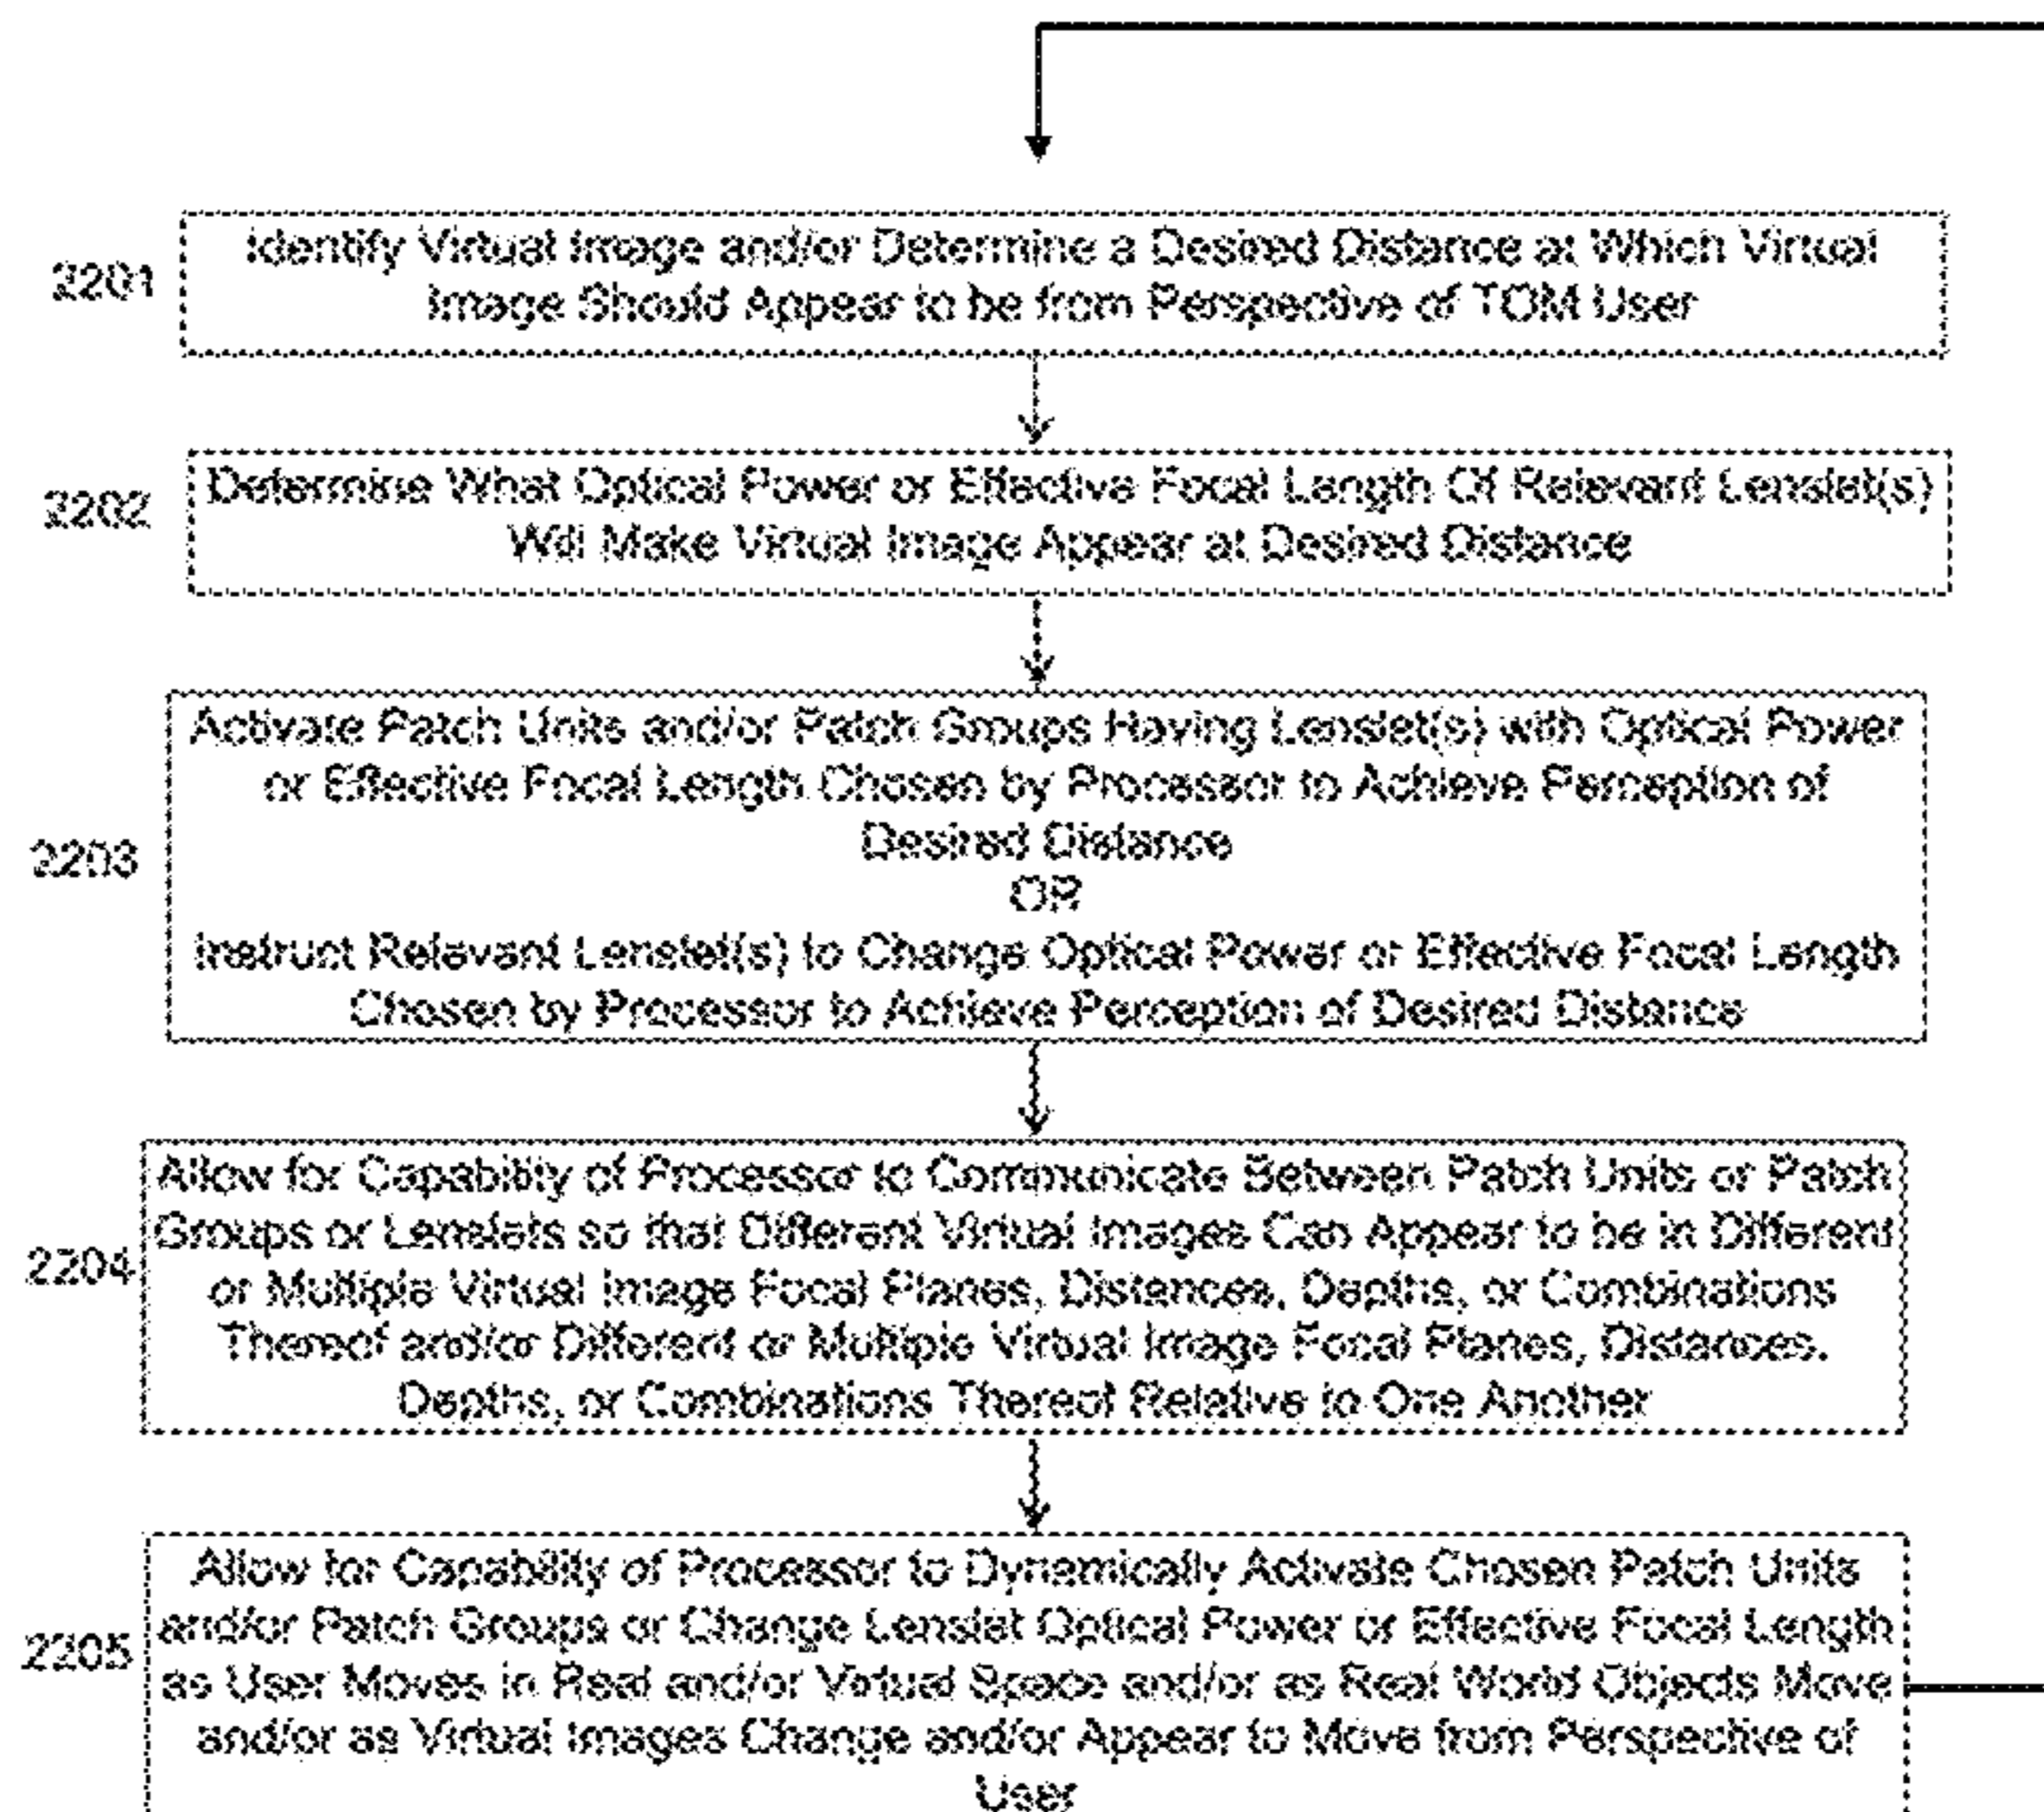 2201
Identify Virtual Image and/or Determine a Desired Distance at Which Virtual
Image Should Appear to be from Perspective of TOM User
2202
Determine What Optical Power or Effective Focal Length Of Relevant Lenslet(s)
Will Make Virtual Image Appear at Desired Distance
2203
Activate Patch Units and/or Patch Groups Having Lenslet(s) with Optical Power
or Effective Focal Length Chosen by Processor to Achieve Perception of
Desired Distance
OR
Instruct Relevant Lenslet(s) to Change Optical Power or Effective Focal Length
Chosen by Processor to Achieve Perception of Desired Distance
2204
Allow for Capability of Processor to Communicate Between Patch Units or Patch
Groups or Lenslets so that Different Virtual Images Can Appear to be in Different
or Multiple Virtual Image Focal Planes, Distances, Depths, or Combinations
Thereof and/or Different or Multiple Virtual Image Focal Planes, Distances,
Depths, or Combinations Thereof Relative to One Another
2205
Allow for Capability of Processor to Dynamically Activate Chosen Patch Units
and/or Patch Groups or Change Lenslet Optical Power or Effective Focal Length
as User Moves in Real and/or Virtual Space and/or as Real World Objects Move
and/or as Virtual Images Change and/or Appear to Move from Perspective of
User